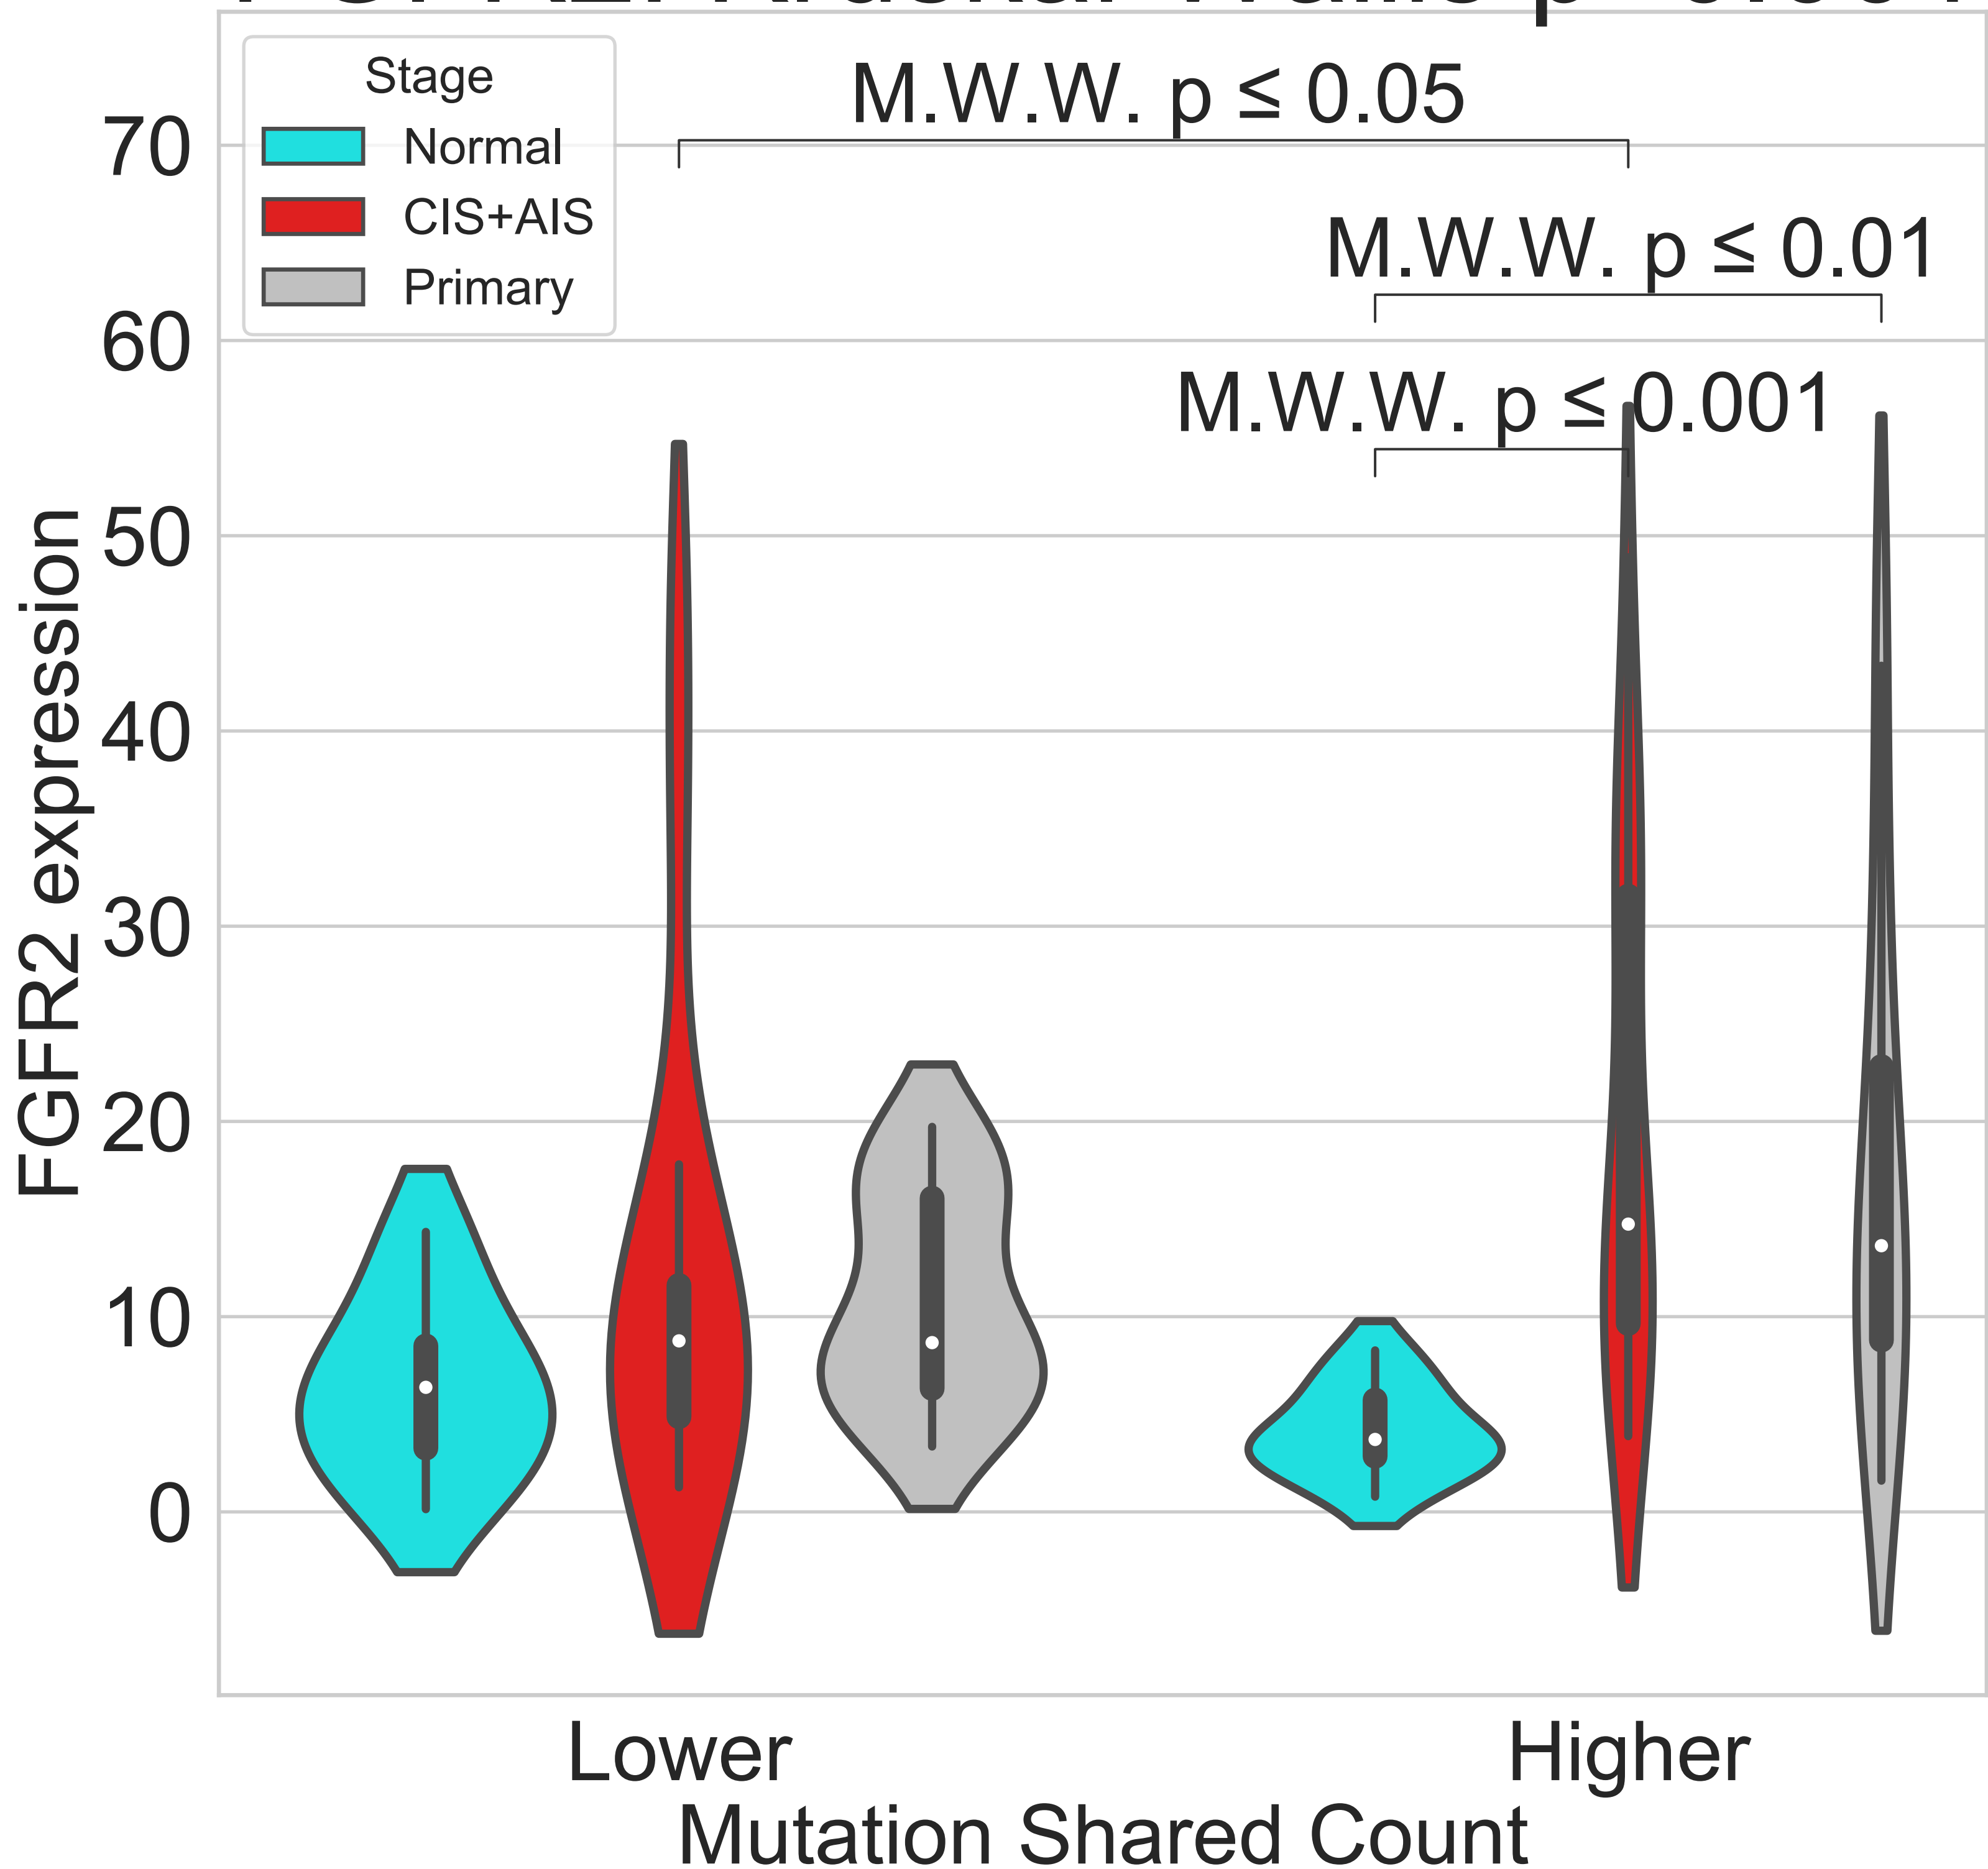 Stage
Normal
CIS+AIS
Primary
M.W.W. p ≤ 0.05
M.W.W. p ≤ 0.01
M.W.W. p ≤ 0.001
70
60
50
40
30
20
10
0
FGFR2 expression
Lower
Higher
Mutation Shared Count